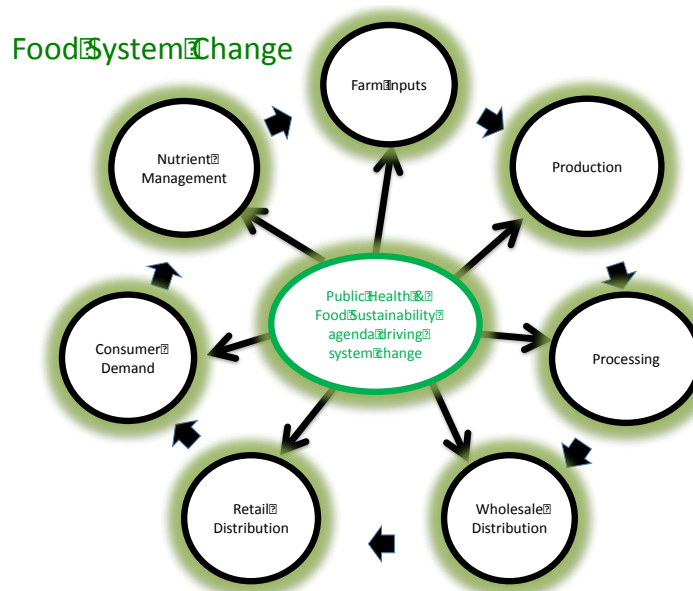 Food System Change
Farm Inputs
Nutrient
Management
Production
Public Health &
Food Sustainability
agenda driving
system change
Consumer
Demand
Processing
Retail
Distribution
Wholesale
Distribution